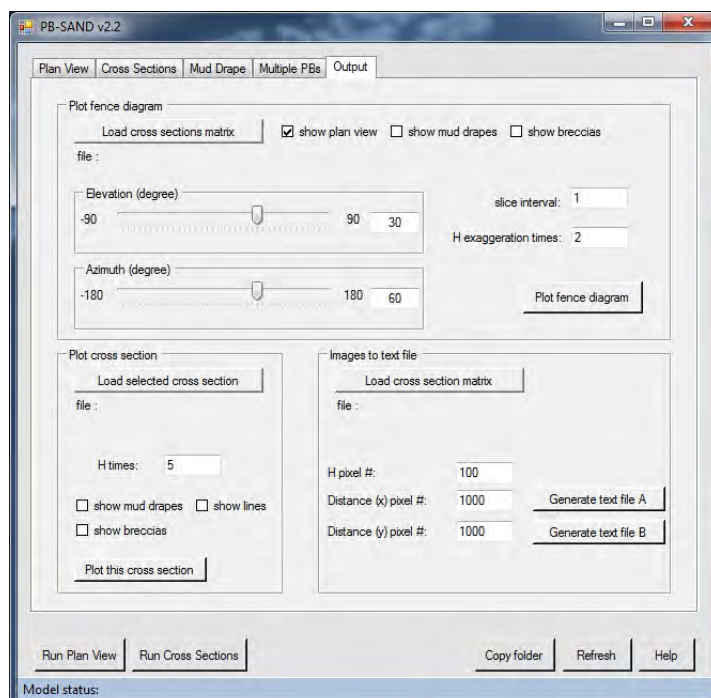 PB-SAND v2.2
Plan View Cross Sections Mud Drape Multiple PBs Output
Plot fence diagram
Load cross sections matrix show plan view show mud drapes show breccias
file :
Elevation (degree)
-90 90 30
slice interval: 1
H exaggeration times: 2
Azimuth (degree)
-180 180 60
Plot fence diagram
Plot cross section
Load selected cross section
file :
H times: 5
show mud drapes show lines
show breccias
Plot this cross section
Images to text file
Load cross section matrix
file :
H pixel #: 100
Distance (x) pixel #: 1000 Generate text file A
Distance (y) pixel #: 1000 Generate text file B
Run Plan View Run Cross Sections Copy folder Refresh Help
Model status: